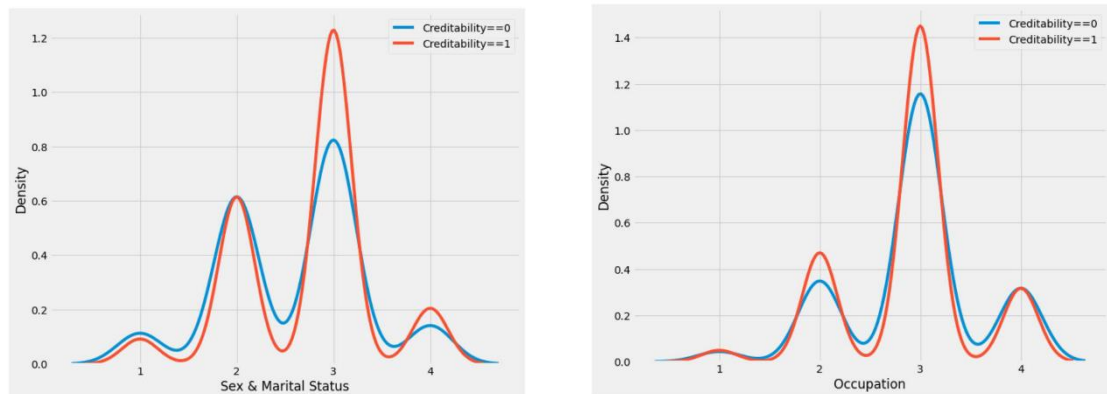 Creditability==0
Creditability==1
1.2
1.0
0.8
0.6
0.4
0.2
0.0
Density
1 2 3 4
Sex & Marital Status
Creditability==0
Creditability==1
1.4
1.2
1.0
0.8
0.6
0.4
0.2
0.0
Density
1 2 3 4
Occupation